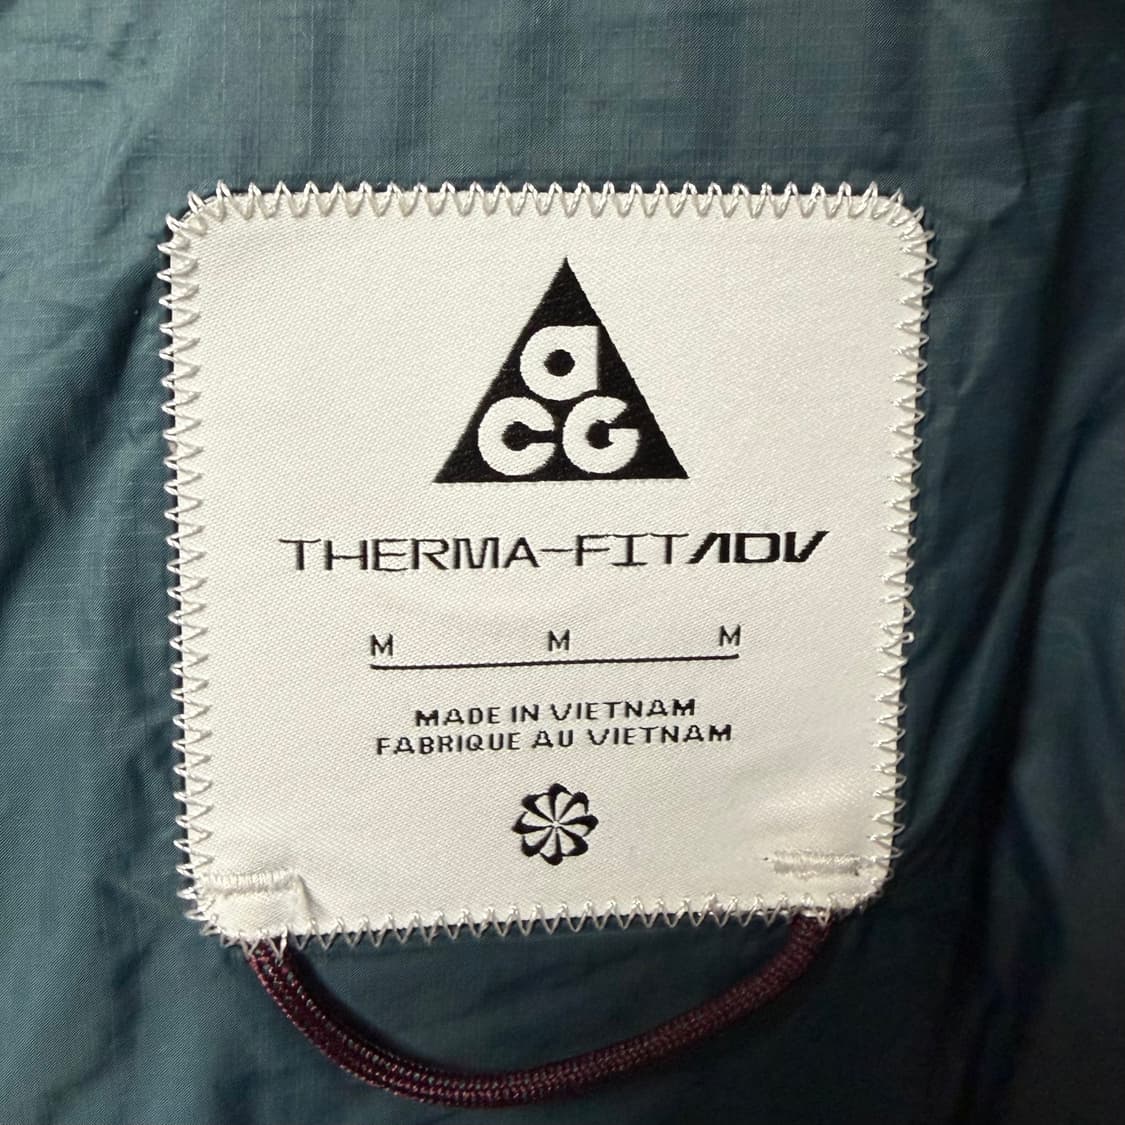 aCG
THERMA-FIT ADV
M M M
MADE IN VIETNAM
FABRIQUE AU VIETNAM